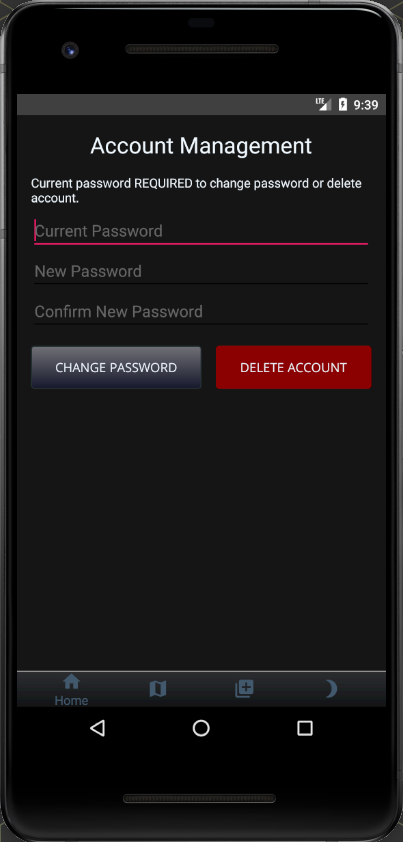 LTE 9:39
Account Management
Current password REQUIRED to change password or delete
account.
Current Password
New Password
Confirm New Password
CHANGE PASSWORD DELETE ACCOUNT
Home